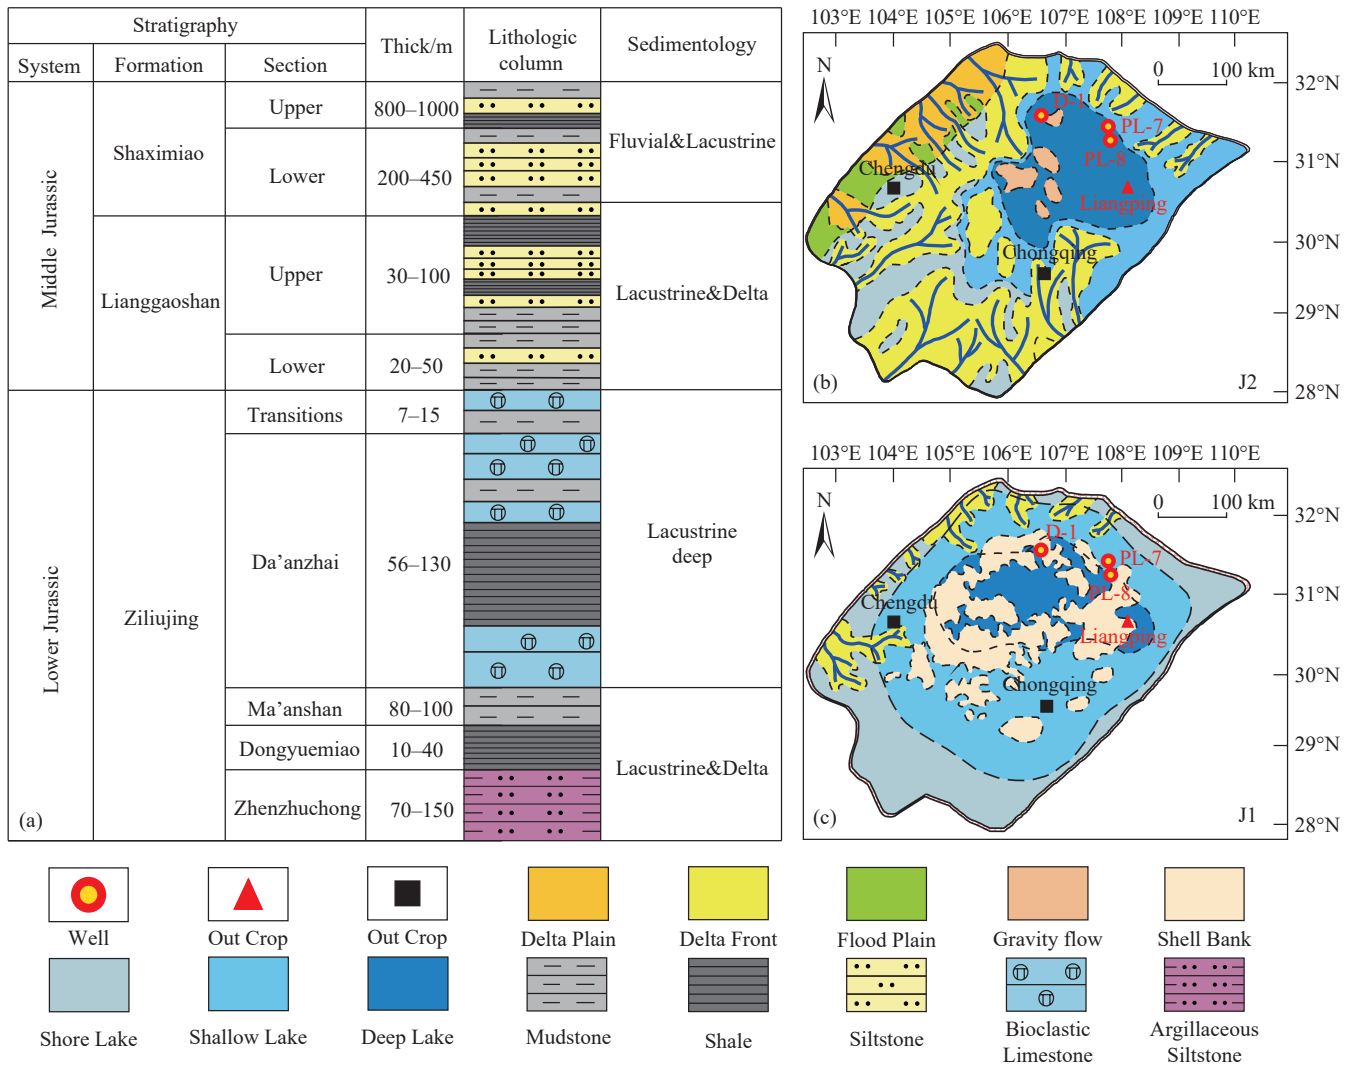 Stratigraphy
Thick/m
Lithologic
column
Sedimentology
System
Formation
Section
Middle Jurassic
Shaximiao
Upper
800–1000
Fluvial&Lacustrine
Lower
200–450
Lianggaoshan
Upper
30–100
Lacustrine&Delta
Lower
20–50
Lower Jurassic
Ziliujing
Transitions
7–15
Lacustrine
deep
Da’anzhai
56–130
Ma’anshan
80–100
Lacustrine&Delta
Dongyuemiao
10–40
Zhenzhuchong
70–150
(a)
103°E 104°E 105°E 106°E 107°E 108°E 109°E 110°E
N
0 100 km
32°N
D-1
PL-7
PL-8
31°N
Chengdu
Liangping
30°N
Chongqing
29°N
(b)
J2
28°N
103°E 104°E 105°E 106°E 107°E 108°E 109°E 110°E
N
0 100 km
32°N
D-1
PL-7
PL-8
31°N
Chengdu
Liangping
30°N
Chongqing
29°N
(c)
J1
28°N
Well
Out Crop
Out Crop
Delta Plain
Delta Front
Flood Plain
Gravity flow
Shell Bank
Shore Lake
Shallow Lake
Deep Lake
Mudstone
Shale
Siltstone
Bioclastic
Limestone
Argillaceous
Siltstone